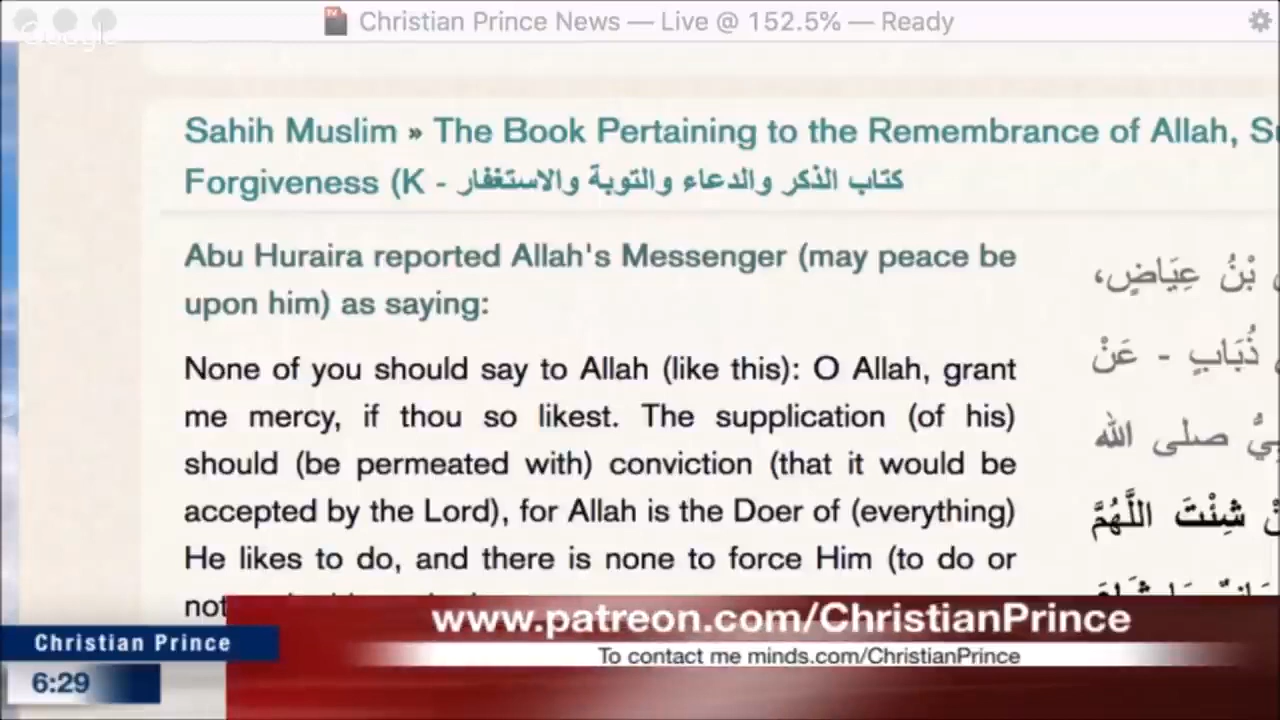 Christian Prince News — Live @ 152.5% — Ready
Google
Sahih Muslim » The Book Pertaining to the Remembrance of Allah,
Forgiveness (K - كتاب الذكر والدعاء والتوبة والاستغفار
Abu Huraira reported Allah's Messenger (may peace be
upon him) as saying:
None of you should say to Allah (like this): O Allah, grant
me mercy, if thou so likest. The supplication (of his)
should (be permeated with) conviction (that it would be
accepted by the Lord), for Allah is the Doer of (everything)
He likes to do, and there is none to force Him (to do or
not
بْنُ عِيَاضٍ،
ذُبَابٍ - عَنْ
صلى الله
شِئْتَ اللَّهُمَّ
www.patreon.com/ChristianPrince
To contact me minds.com/ChristianPrince
Christian Prince
6:29